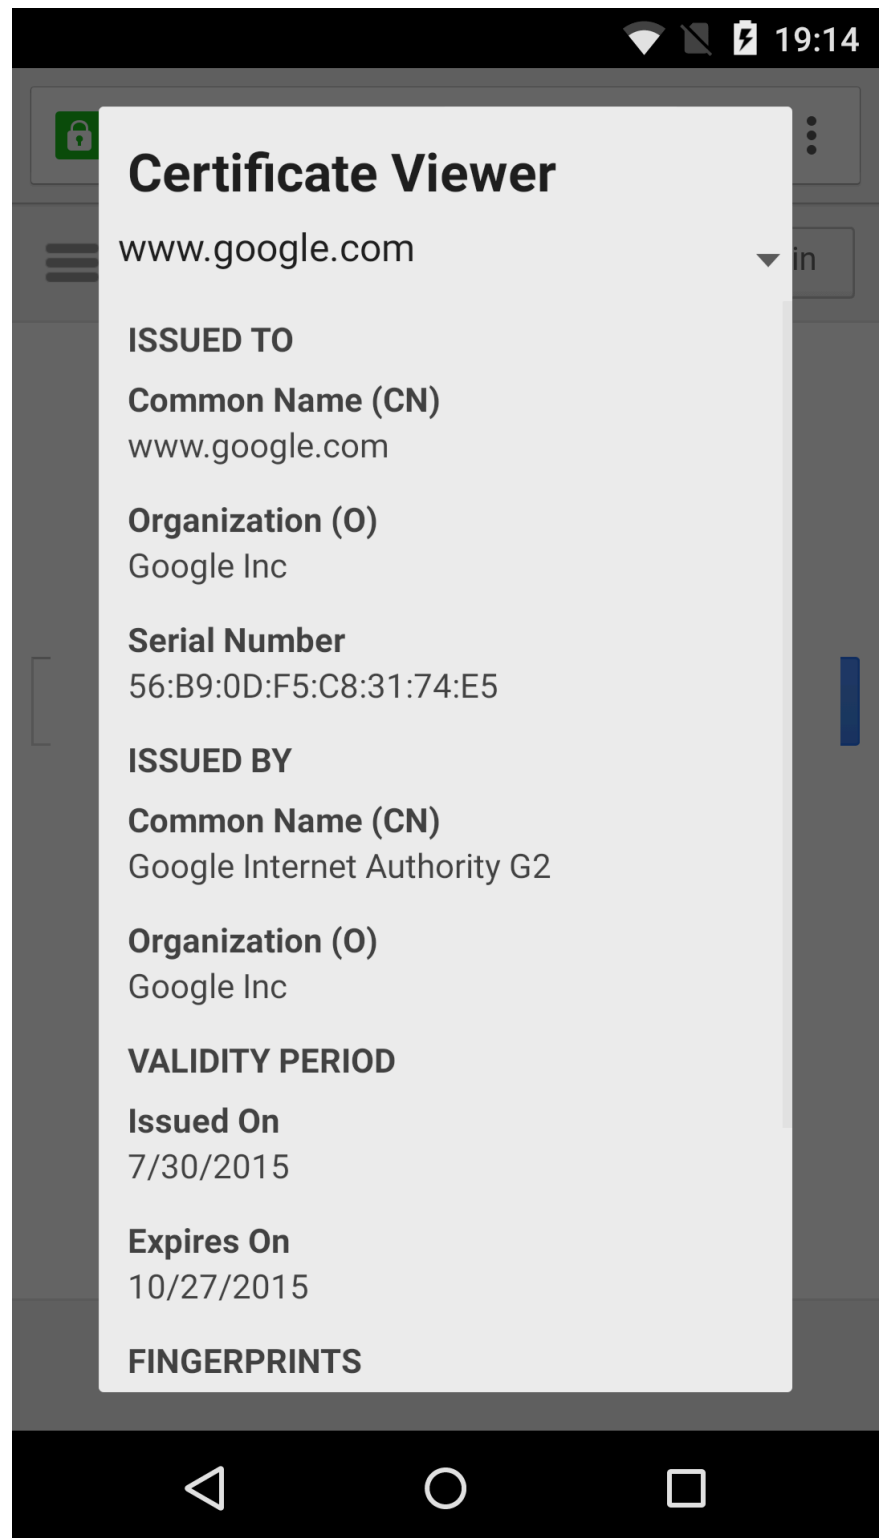 19:14
Certificate Viewer
www.google.com
in
ISSUED TO
Common Name (CN)
www.google.com
Organization (O)
Google Inc
Serial Number
56:B9:0D:F5:C8:31:74:E5
ISSUED BY
Common Name (CN)
Google Internet Authority G2
Organization (O)
Google Inc
VALIDITY PERIOD
Issued On
7/30/2015
Expires On
10/27/2015
FINGERPRINTS